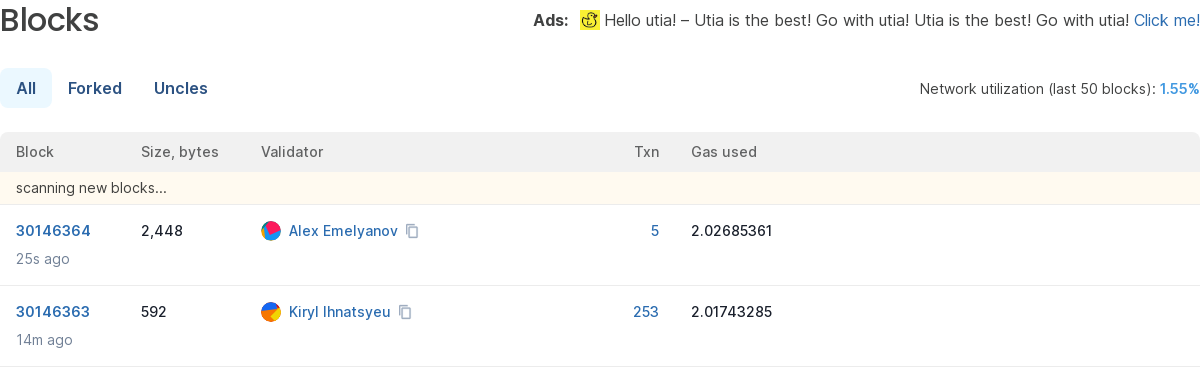 Blocks
Ads: Hello utia! – Utia is the best! Go with utia! Utia is the best! Go with utia! Click me!
All Forked Uncles
Network utilization (last 50 blocks): 1.55%
Block Size, bytes Validator Txn Gas used
scanning new blocks...
30146364 2,448 Alex Emelyanov 5 2.02685361
25s ago
30146363 592 Kiryl Ihnatsyeu 253 2.01743285
14m ago